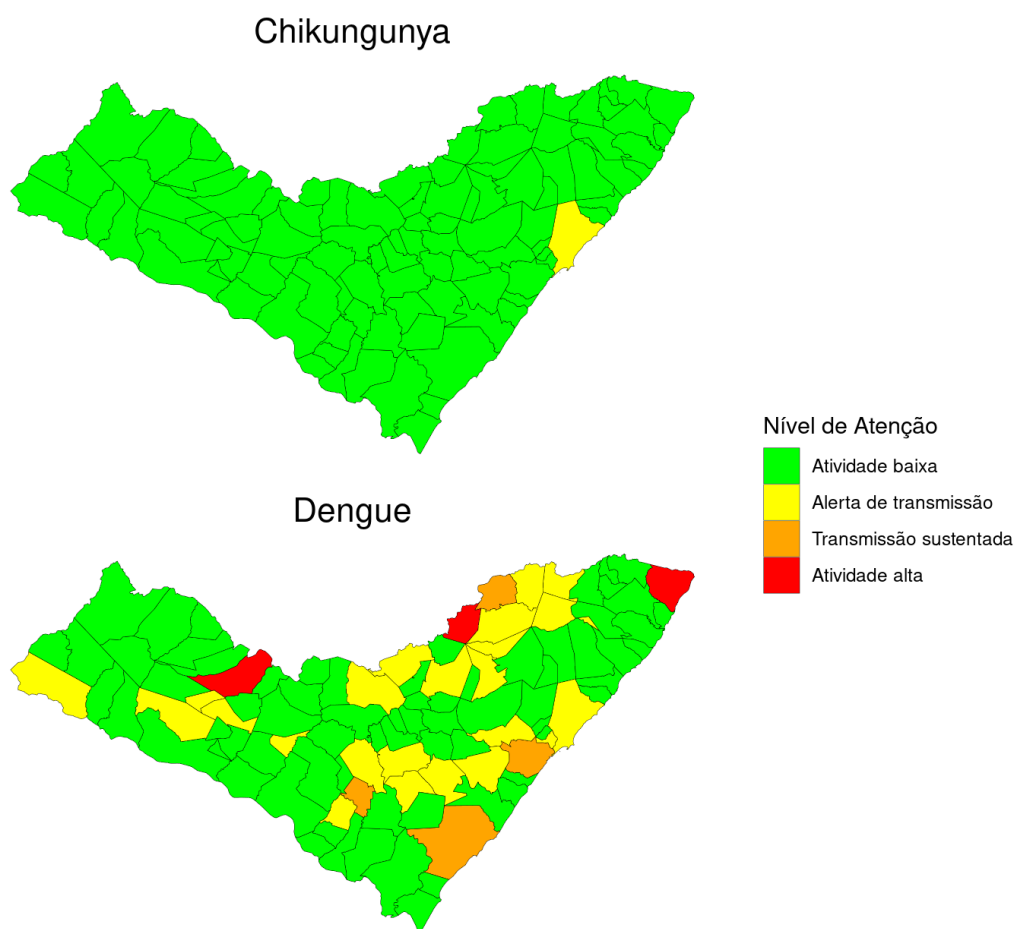 Chikungunya
Dengue
Nível de Atenção
Atividade baixa
Alerta de transmissão
Transmissão sustentada
Atividade alta